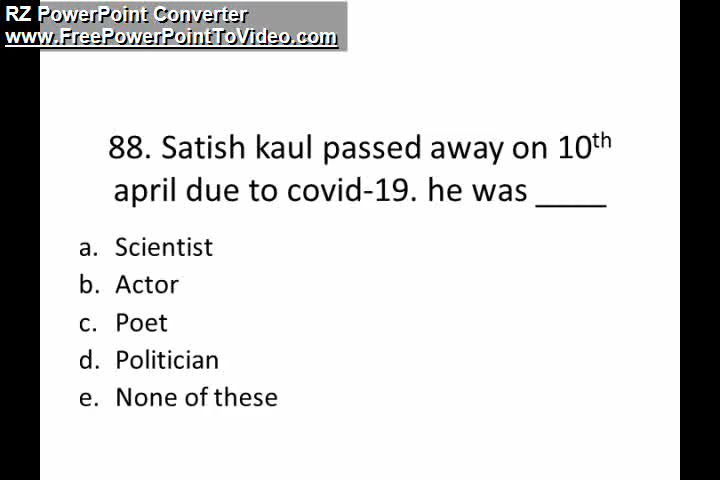 RZ PowerPoint Converter
www.FreePowerPointToVideo.com
88. Satish kaul passed away on 10th
april due to covid-19. he was ____
a. Scientist
b. Actor
c. Poet
d. Politician
e. None of these